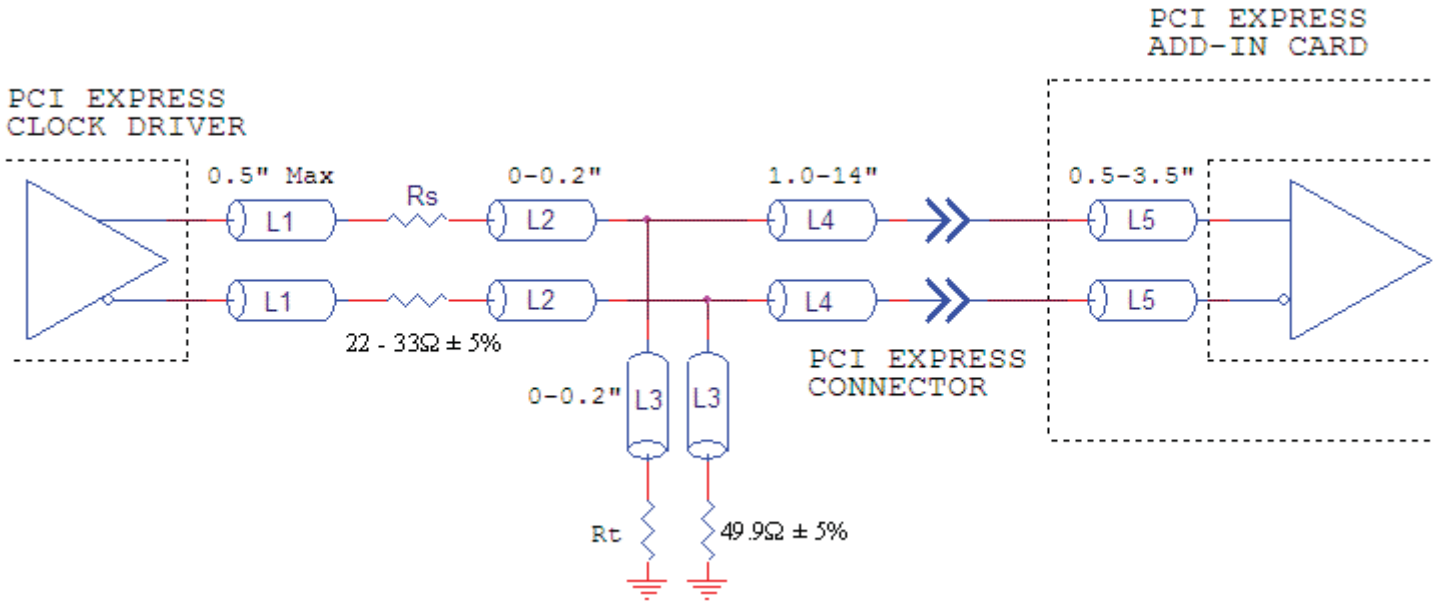 PCI EXPRESS
ADD-IN CARD
PCI EXPRESS
CLOCK DRIVER
0.5" Max
Rs
0-0.2"
1.0-14"
0.5-3.5"
L1
L2
L4
L5
L1
L2
L4
L5
22 - 33Ω ± 5%
PCI EXPRESS
CONNECTOR
0-0.2"
L3
L3
Rt
49.9Ω ± 5%